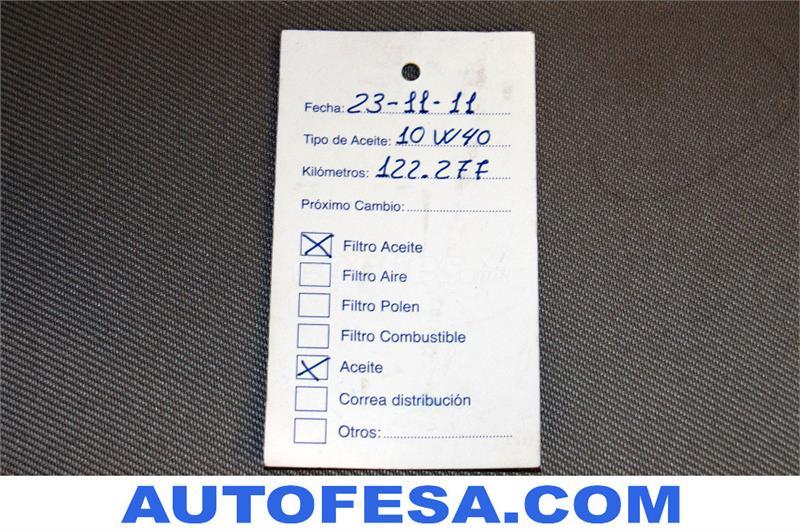 Fecha: 23-11-11
Tipo de Aceite: 10 W40
Kilómetros: 122.277
Próximo Cambio:
Filtro Aceite
Filtro Aire
Filtro Polen
Filtro Combustible
Aceite
Correa distribución
Otros:
AUTOFESA.COM